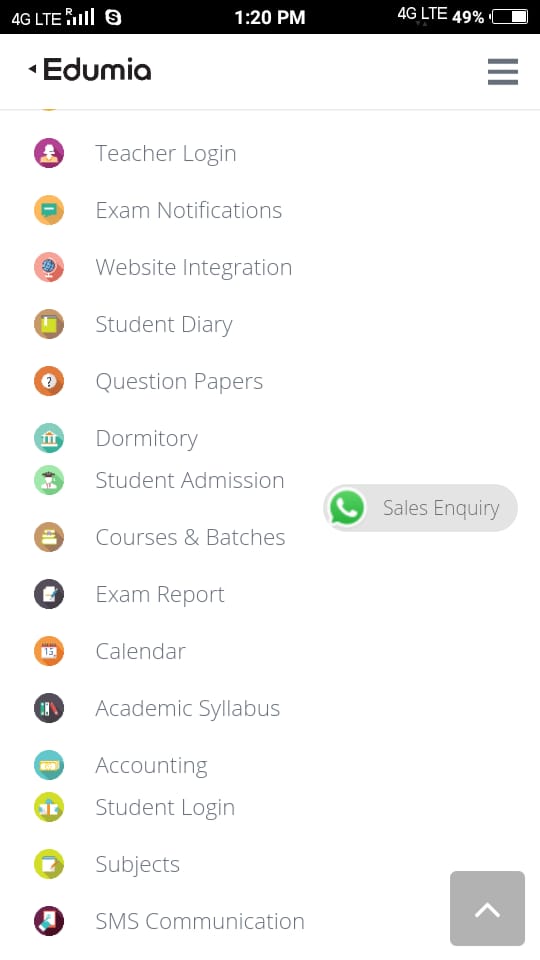 4G LTE R 1:20 PM 4G LTE 49%
Edumia
Teacher Login
Exam Notifications
Website Integration
Student Diary
Question Papers
Dormitory
Student Admission
Sales Enquiry
Courses & Batches
Exam Report
Calendar
Academic Syllabus
Accounting
Student Login
Subjects
SMS Communication